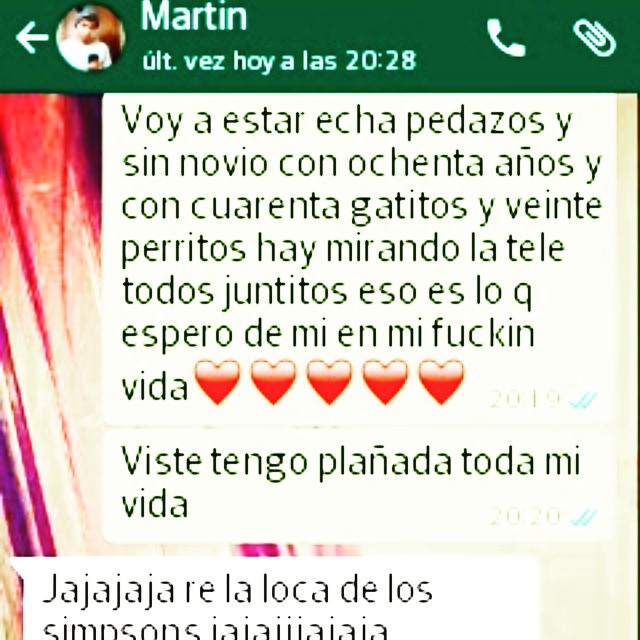 Martin
últ. vez hoy a las 20:28
Voy a estar echa pedazos y
sin novio con ochenta años y
con cuarenta gatitos y veinte
perritos hay mirando la tele
todos juntitos eso es lo q
espero de mi en mi fuckin
vida❤❤❤❤❤ 20:19
Viste tengo plañada toda mi
vida 20:20
Jajajaja re la loca de los
simpsons jajajjjajaja